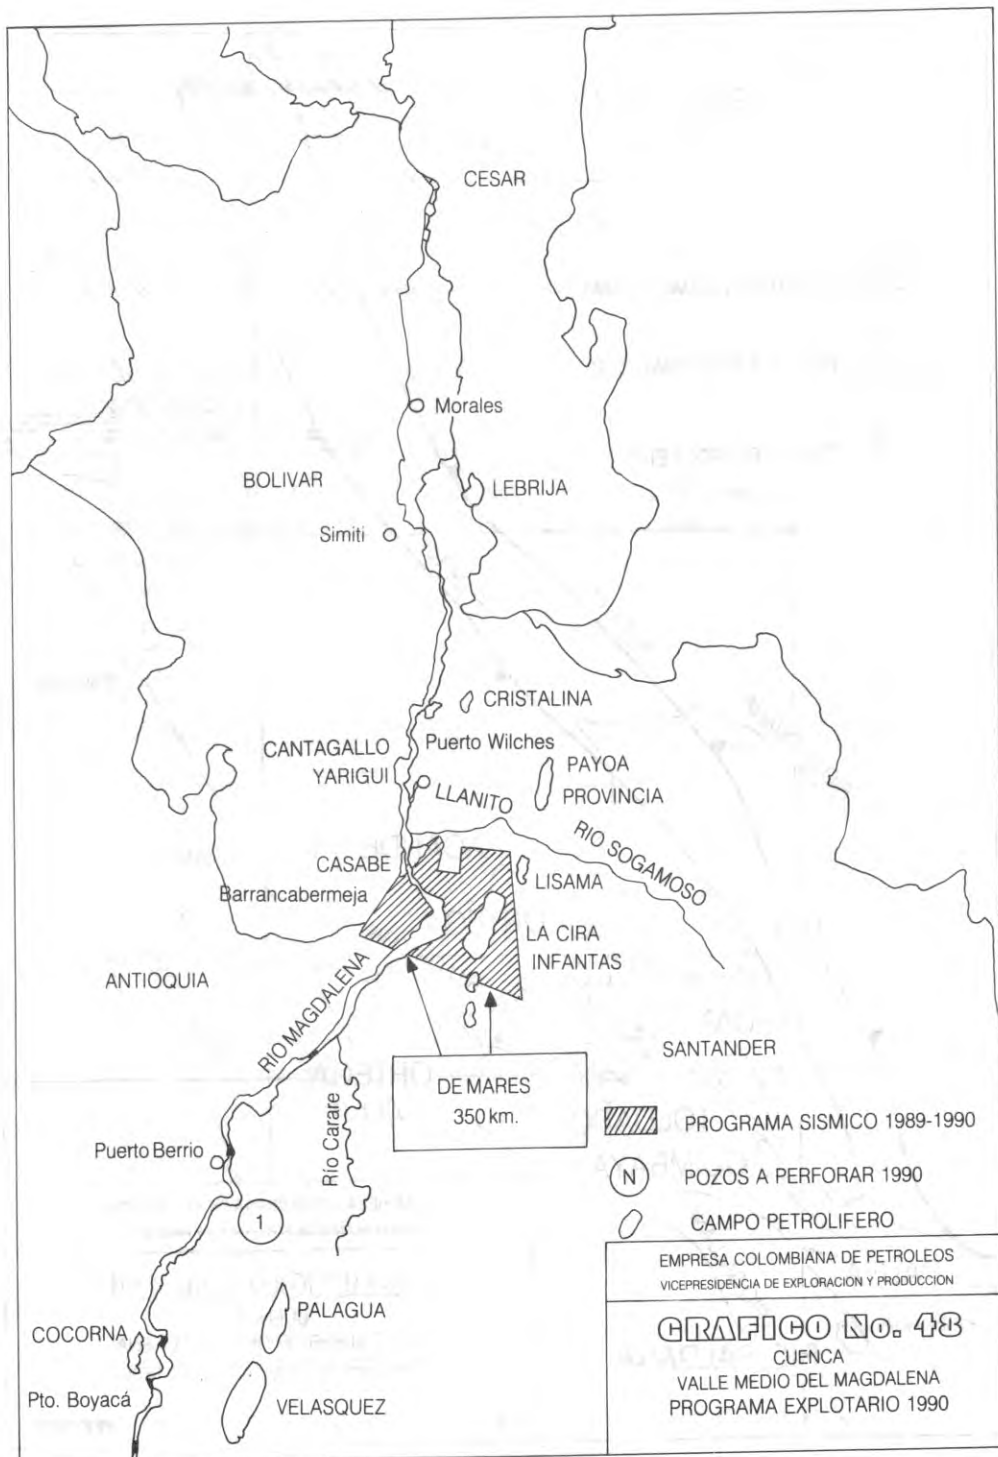 CESAR
Morales
BOLIVAR
LEBRIJA
Simiti
CRISTALINA
CANTAGALLO
YARIGUI
Puerto Wilches
PAYOA
PROVINCIA
LLANITO
RIO SOGAMOSO
CASABE
LISAMA
Barrancabermeja
LA CIRA
INFANTAS
ANTIOQUIA
RIO MAGDALENA
SANTANDER
DE MARES
350 km.
Río Carare
PROGRAMA SISMICO 1989-1990
Puerto Berrio
N POZOS A PERFORAR 1990
1
CAMPO PETROLIFERO
EMPRESA COLOMBIANA DE PETROLEOS
VICEPRESIDENCIA DE EXPLORACION Y PRODUCCION
PALAGUA
COCORNA
GRAFICO No. 48
CUENCA
VALLE MEDIO DEL MAGDALENA
PROGRAMA EXPLOTARIO 1990
Pto. Boyacá
VELASQUEZ